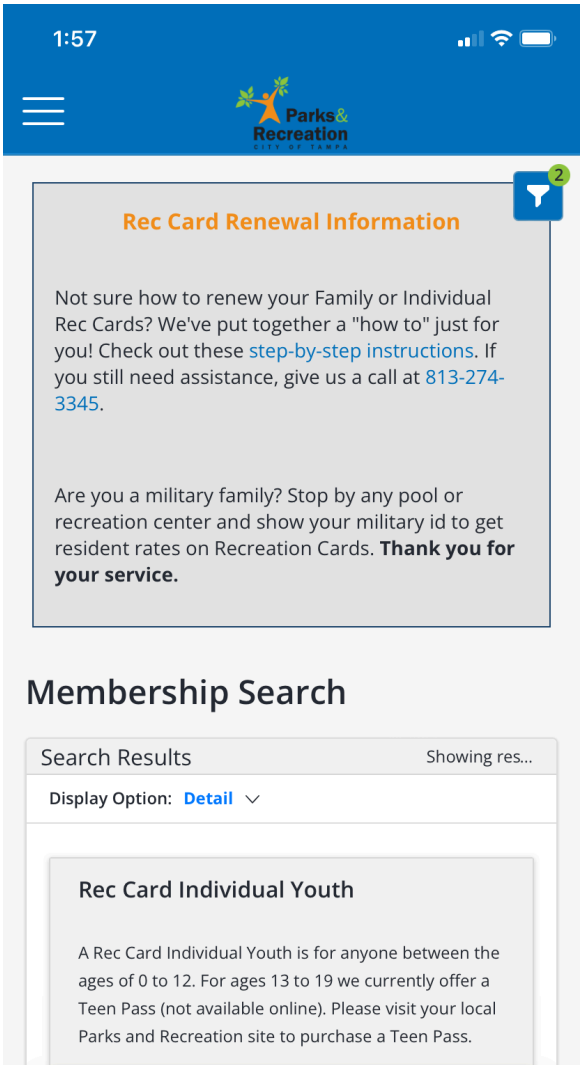 1:57
Parks&
Recreation
CITY OF TAMPA
2
Rec Card Renewal Information
Not sure how to renew your Family or Individual
Rec Cards? We've put together a "how to" just for
you! Check out these step-by-step instructions. If
you still need assistance, give us a call at 813-274-
3345.
Are you a military family? Stop by any pool or
recreation center and show your military id to get
resident rates on Recreation Cards. Thank you for
your service.
Membership Search
Search Results
Showing res...
Display Option: Detail
Rec Card Individual Youth
A Rec Card Individual Youth is for anyone between the
ages of 0 to 12. For ages 13 to 19 we currently offer a
Teen Pass (not available online). Please visit your local
Parks and Recreation site to purchase a Teen Pass.